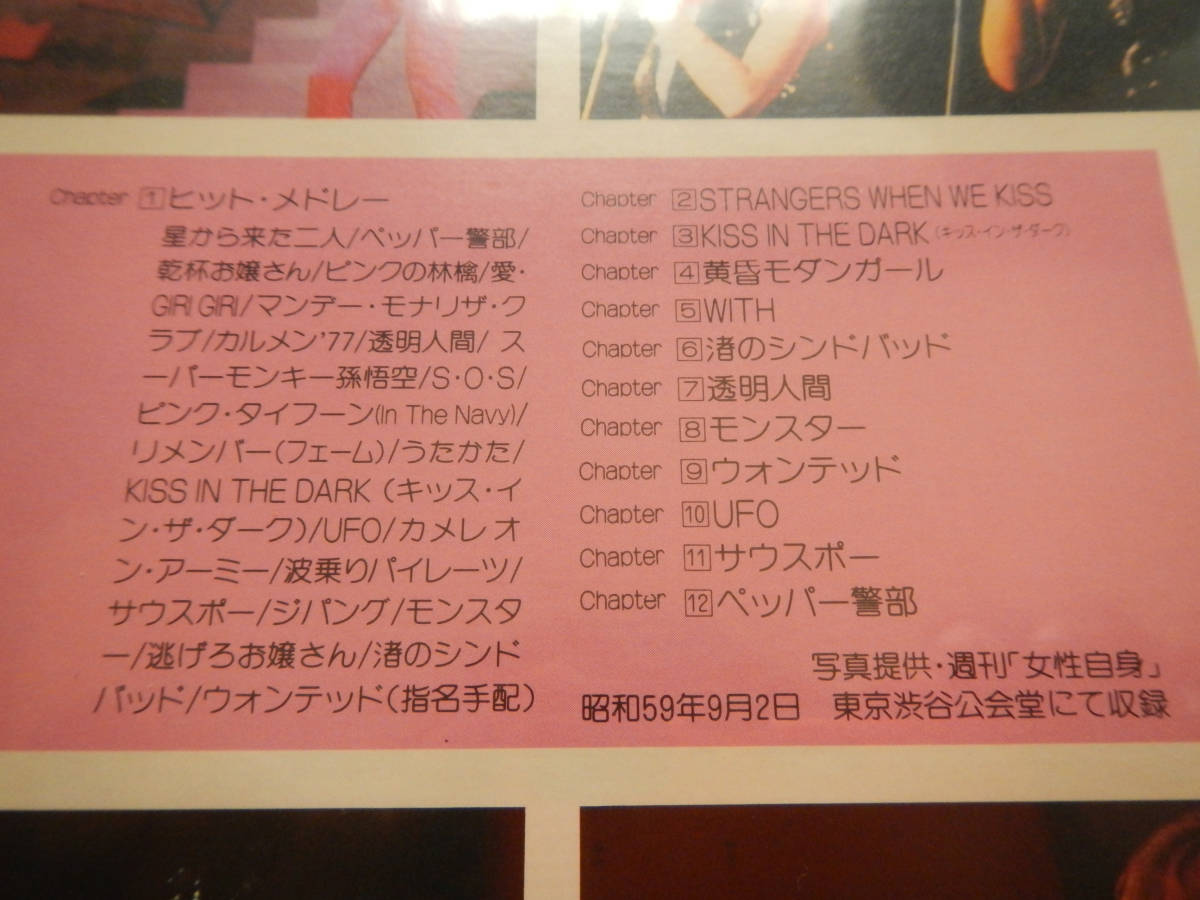 Chapter 1 ヒット・メドレー
星から来た二人/ペッパー警部/
乾杯お嬢さん/ピンクの林檎/愛・
GIRI GIRI/マンデー・モナリザ・ク
ラブ/カルメン'77/透明人間/ ス
ーパーモンキー孫悟空/S・O・S/
ピンク・タイフーン(In The Navy)/
リメンバー(フェーム)/うたかた/
KISS IN THE DARK (キッス・イ
ン・ザ・ダーク)/UFO/カメレオ
ン・アーミー/波乗りパイレーツ/
サウスポー/ジパング/モンスタ
ー/逃げろお嬢さん/渚のシンド
バッド/ウォンテッド(指名手配)
Chapter 2 STRANGERS WHEN WE KISS
Chapter 3 KISS IN THE DARK (キッス・イン・ザ・ダーク)
Chapter 4 黄昏モダンガール
Chapter 5 WITH
Chapter 6 渚のシンドバッド
Chapter 7 透明人間
Chapter 8 モンスター
Chapter 9 ウォンテッド
Chapter 10 UFO
Chapter 11 サウスポー
Chapter 12 ペッパー警部
写真提供・週刊「女性自身」
昭和59年9月2日 東京渋谷公会堂にて収録